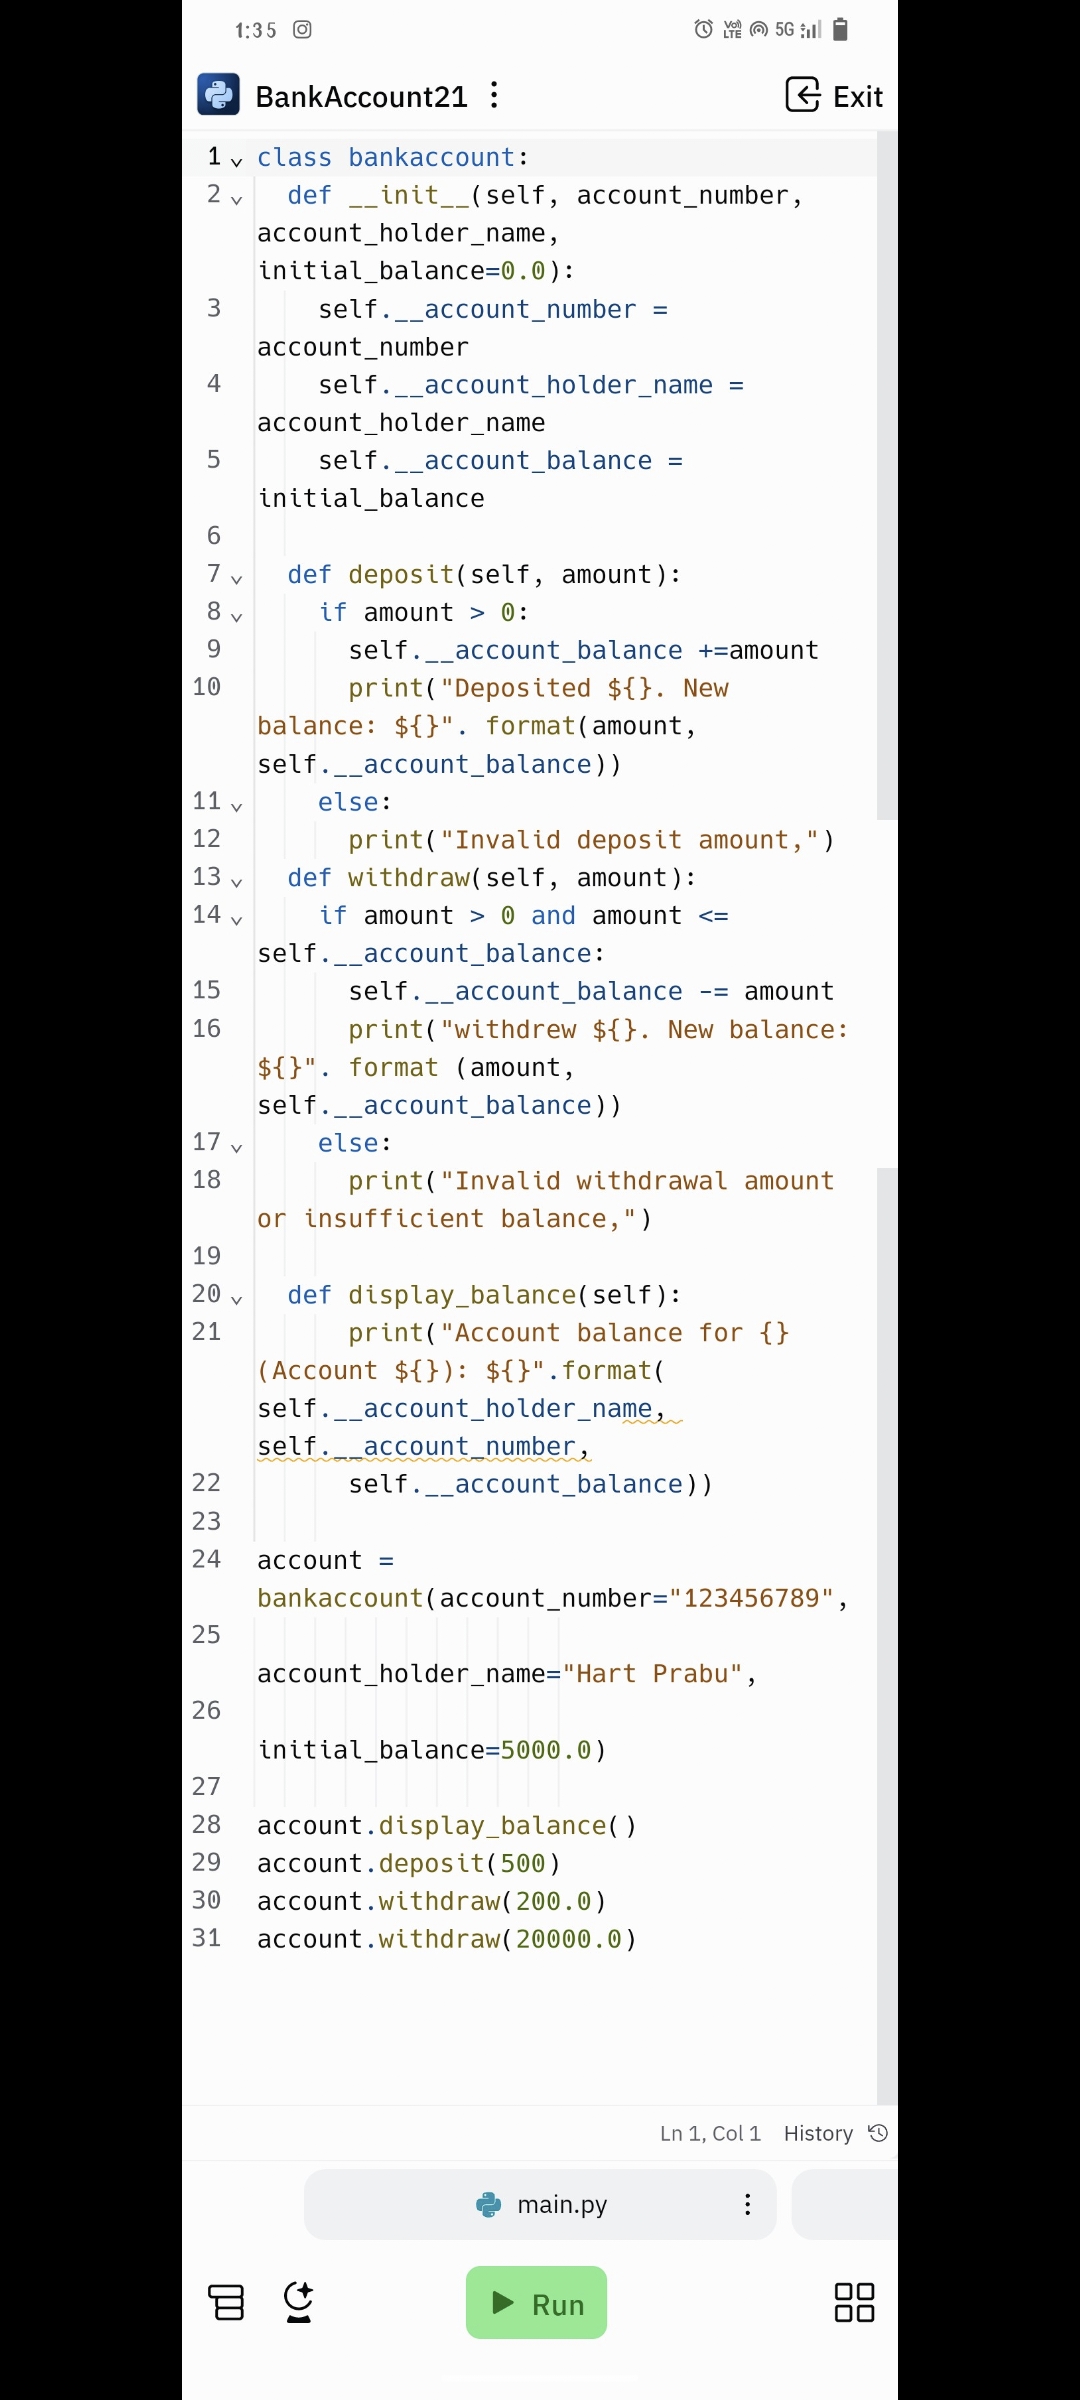 1:35
Vo) LTE 5G
BankAccount21
Exit
1 class bankaccount:
2 def __init__(self, account_number,
account_holder_name,
initial_balance=0.0):
3 self.__account_number =
account_number
4 self.__account_holder_name =
account_holder_name
5 self.__account_balance =
initial_balance
6
7 def deposit(self, amount):
8 if amount > 0:
9 self.__account_balance +=amount
10 print("Deposited ${}. New
balance: ${}". format(amount,
self.__account_balance))
11 else:
12 print("Invalid deposit amount,")
13 def withdraw(self, amount):
14 if amount > 0 and amount <=
self.__account_balance:
15 self.__account_balance -= amount
16 print("withdrew ${}. New balance:
${}". format (amount,
self.__account_balance))
17 else:
18 print("Invalid withdrawal amount
or insufficient balance,")
19
20 def display_balance(self):
21 print("Account balance for {}
(Account ${}): ${}".format(
self.__account_holder_name,
self.__account_number,
22 self.__account_balance))
23
24 account =
bankaccount(account_number="123456789",
25
account_holder_name="Hart Prabu",
26
initial_balance=5000.0)
27
28 account.display_balance()
29 account.deposit(500)
30 account.withdraw(200.0)
31 account.withdraw(20000.0)
Ln 1, Col 1 History
main.py
Run